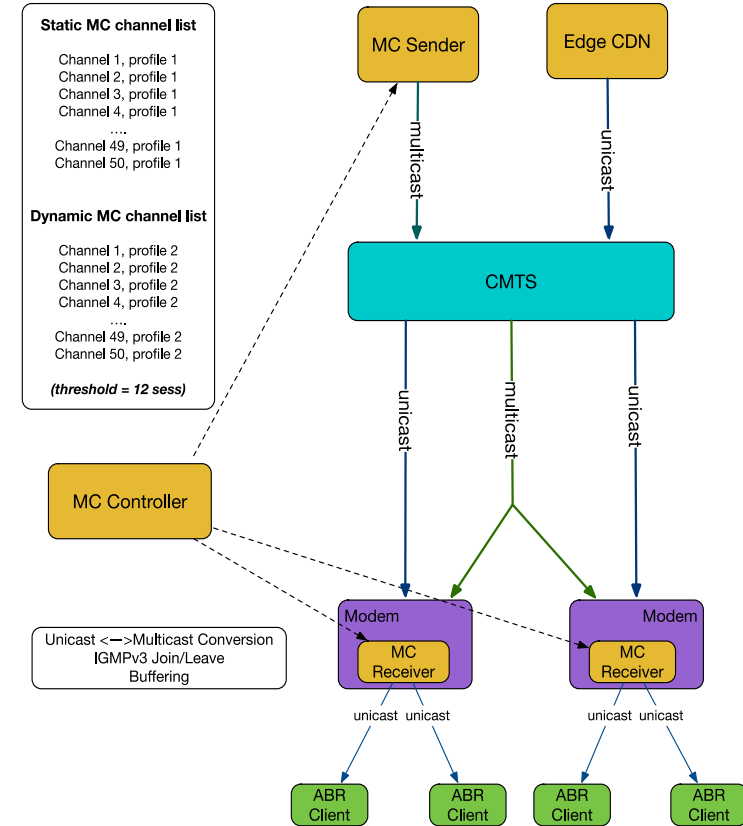 Static MC channel list
Channel 1, profile 1
Channel 2, profile 1
Channel 3, profile 1
Channel 4, profile 1
....
Channel 49, profile 1
Channel 50, profile 1
Dynamic MC channel list
Channel 1, profile 2
Channel 2, profile 2
Channel 3, profile 2
Channel 4, profile 2
....
Channel 49, profile 2
Channel 50, profile 2
(threshold = 12 sess)
MC Sender
Edge CDN
multicast
unicast
CMTS
unicast
multicast
unicast
MC Controller
Unicast <—>Multicast Conversion
IGMPv3 Join/Leave
Buffering
Modem
MC
Receiver
Modem
MC
Receiver
unicast
unicast
unicast
unicast
ABR
Client
ABR
Client
ABR
Client
ABR
Client